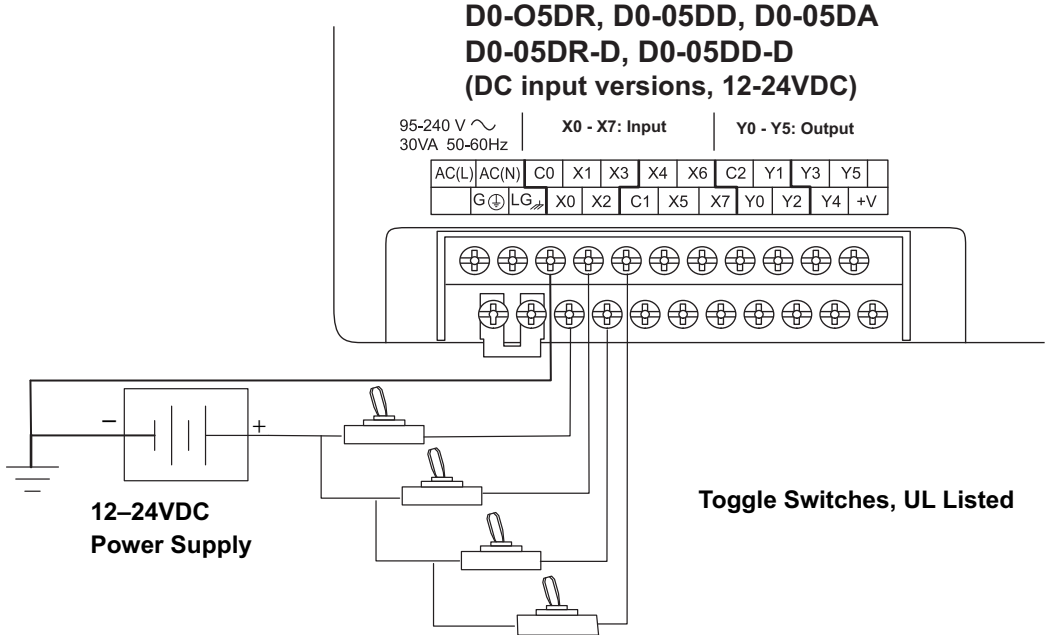 D0-O5DR, D0-05DD, D0-05DA
D0-05DR-D, D0-05DD-D
(DC input versions, 12-24VDC)
95-240 V ~
30VA 50-60Hz
X0 - X7: Input
Y0 - Y5: Output
AC(L) AC(N) C0 X1 X3 X4 X6 C2 Y1 Y3 Y5
G LG X0 X2 C1 X5 X7 Y0 Y2 Y4 +V
– +
12–24VDC
Power Supply
Toggle Switches, UL Listed